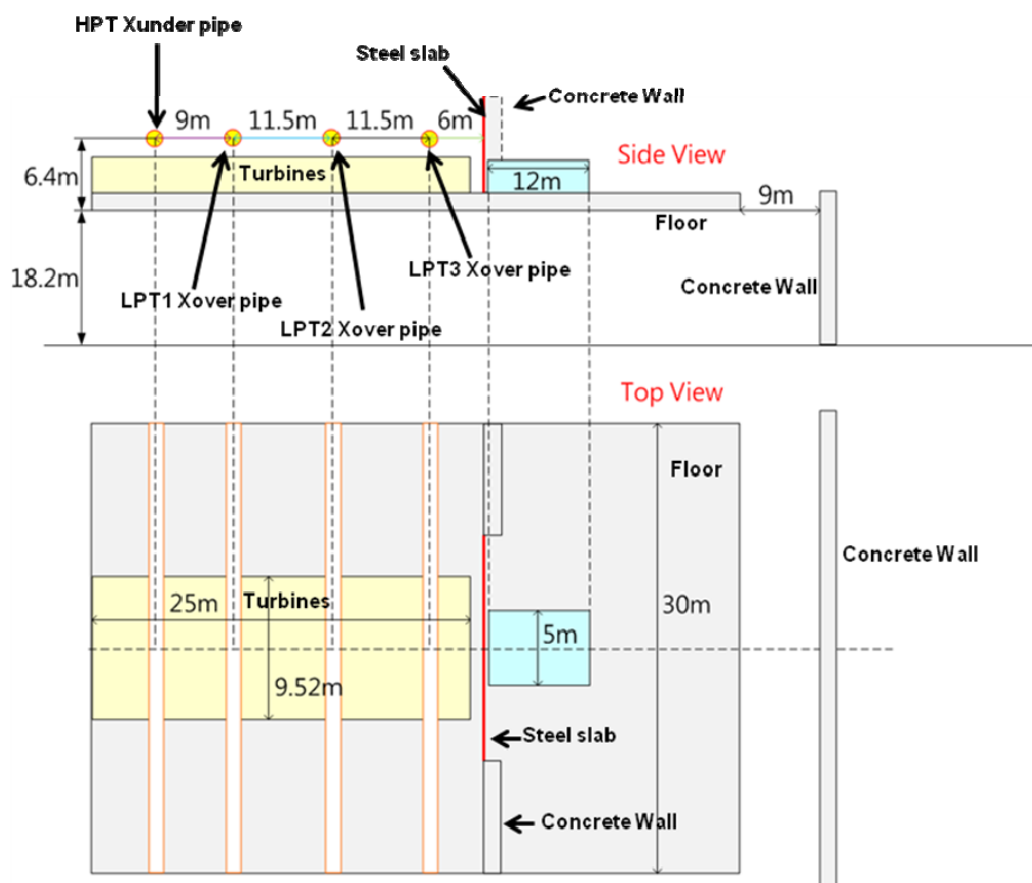 HPT Xunder pipe
Steel slab
Concrete Wall
9m
11.5m
11.5m
6m
Side View
6.4m
Turbines
12m
9m
Floor
18.2m
LPT3 Xover pipe
Concrete Wall
LPT1 Xover pipe
LPT2 Xover pipe
Top View
Floor
Concrete Wall
25m
Turbines
30m
5m
9.52m
Steel slab
Concrete Wall